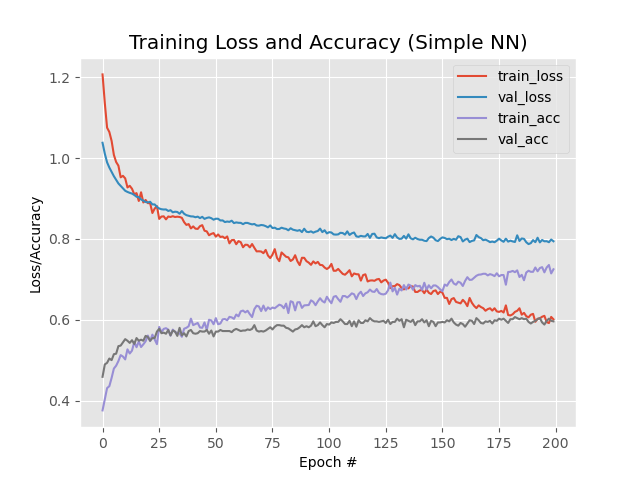 Training Loss and Accuracy (Simple NN)
train_loss
val_loss
train_acc
val_acc
Loss/Accuracy
1.2
1.0
0.8
0.6
0.4
0 25 50 75 100 125 150 175 200
Epoch #